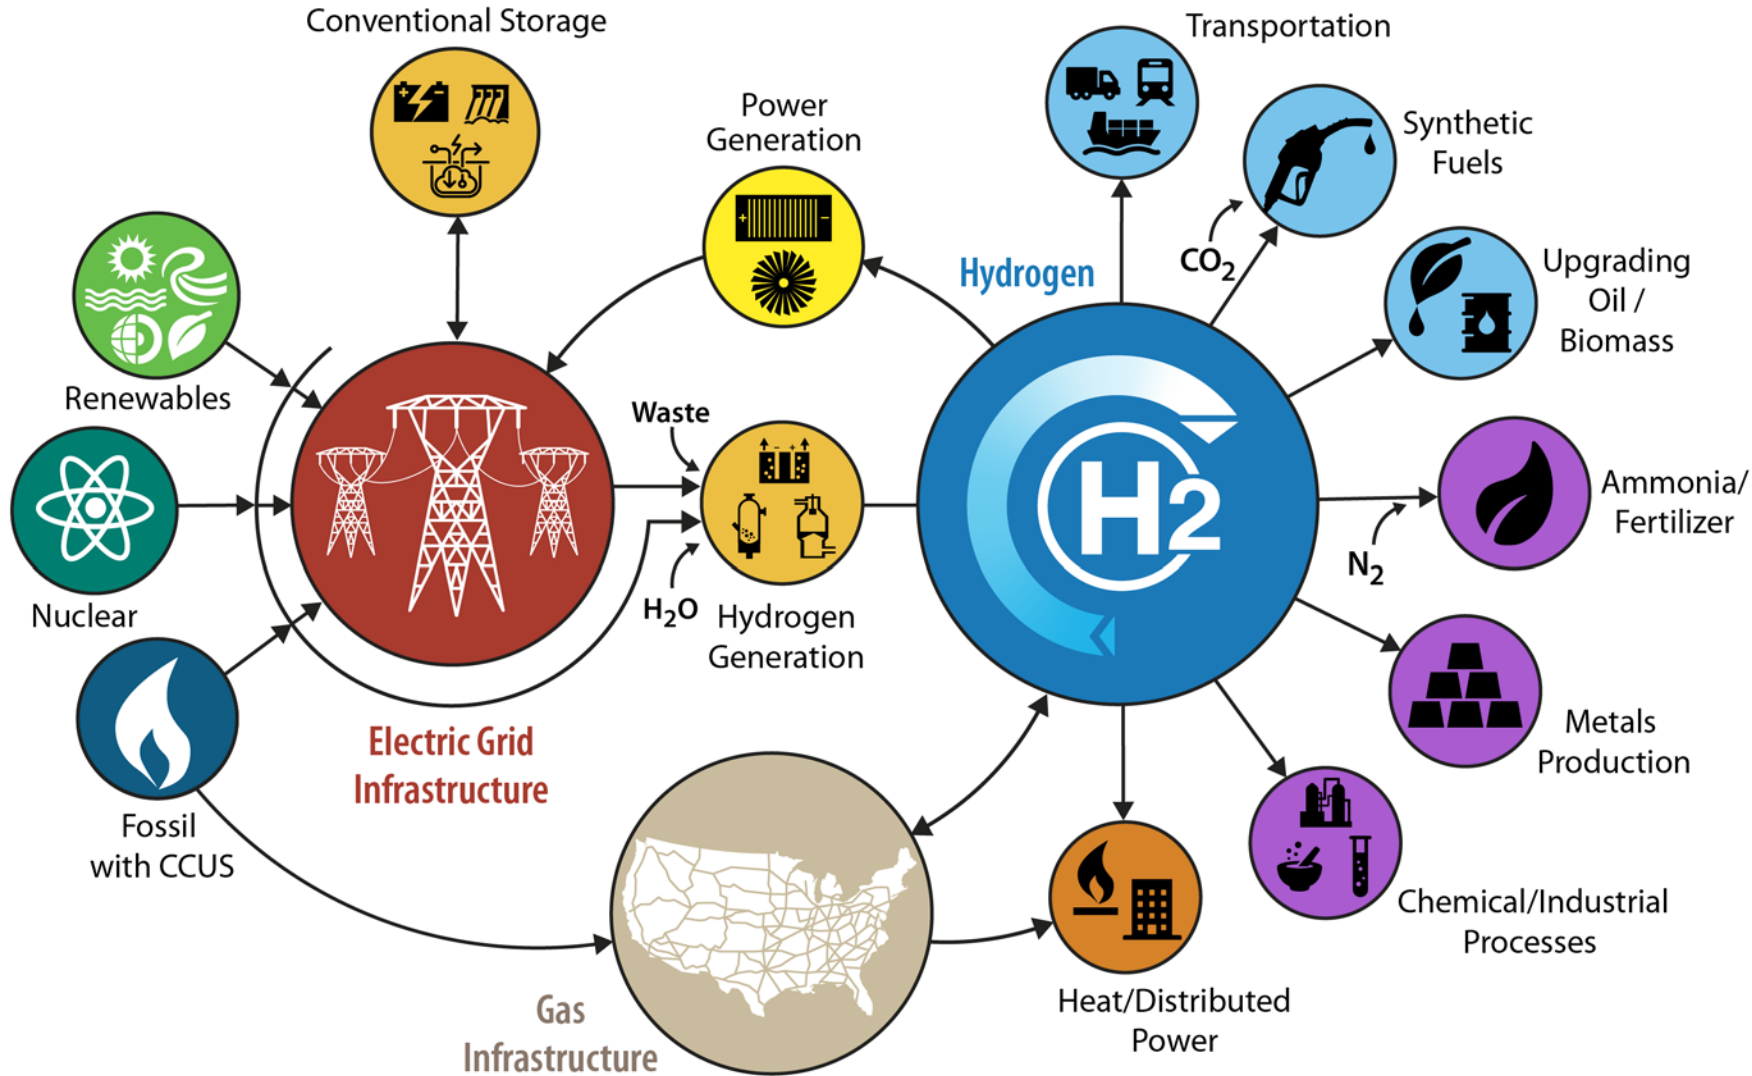 Conventional Storage
Transportation
Power
Generation
Synthetic
Fuels
CO2
Hydrogen
Upgrading
Oil /
Biomass
Renewables
Waste
H2
Ammonia/
Fertilizer
N2
Nuclear
H2O
Hydrogen
Generation
Electric Grid
Infrastructure
Metals
Production
Fossil
with CCUS
Chemical/Industrial
Processes
Gas
Infrastructure
Heat/Distributed
Power